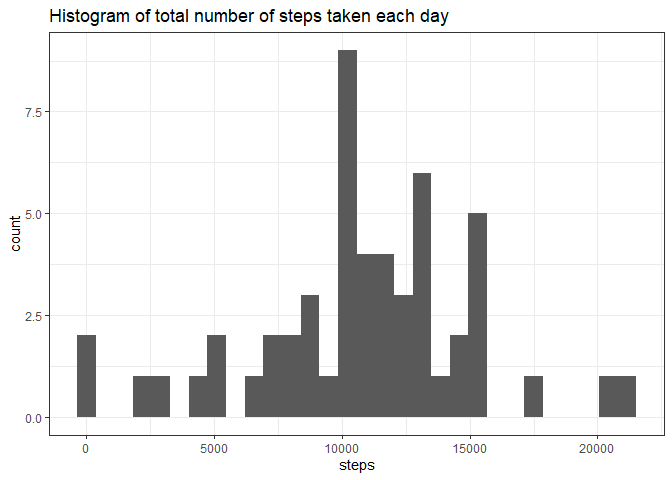 Histogram of total number of steps taken each day
7.5
5.0
2.5
0.0
count
0 5000 10000 15000 20000
steps